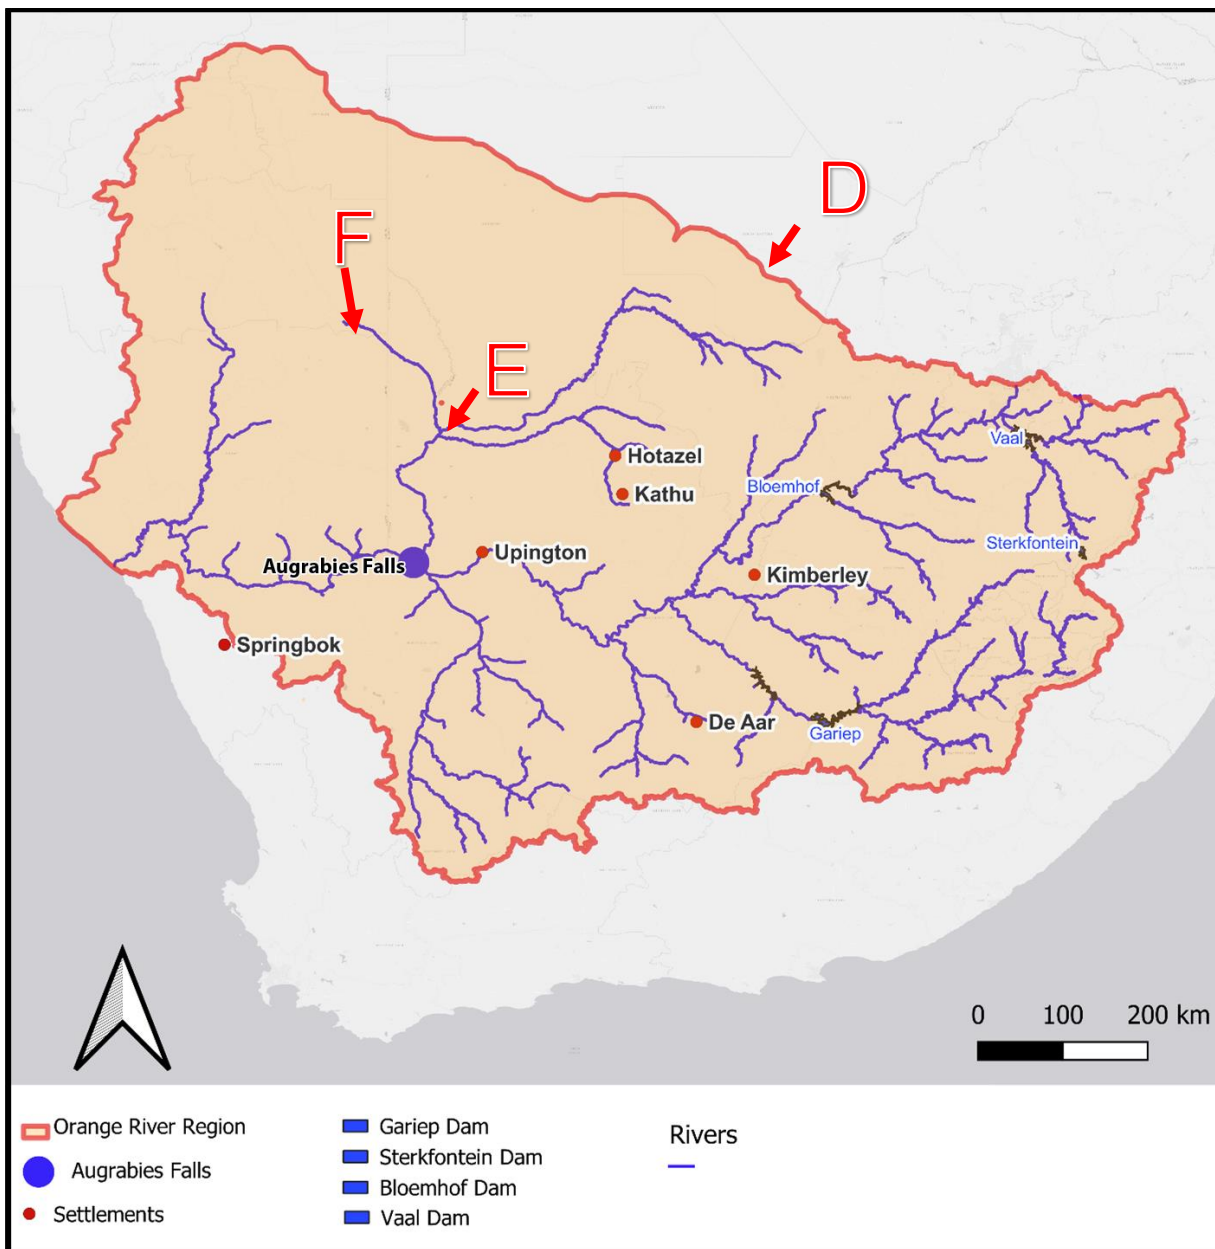 D
F
E
Hotazel
Kathu
Vaal
Bloemhof
Sterkfontein
Augrabies Falls
Upington
Kimberley
Springbok
De Aar
Gariep
0 100 200 km
Orange River Region
Augrabies Falls
Settlements
Gariep Dam
Sterkfontein Dam
Bloemhof Dam
Vaal Dam
Rivers